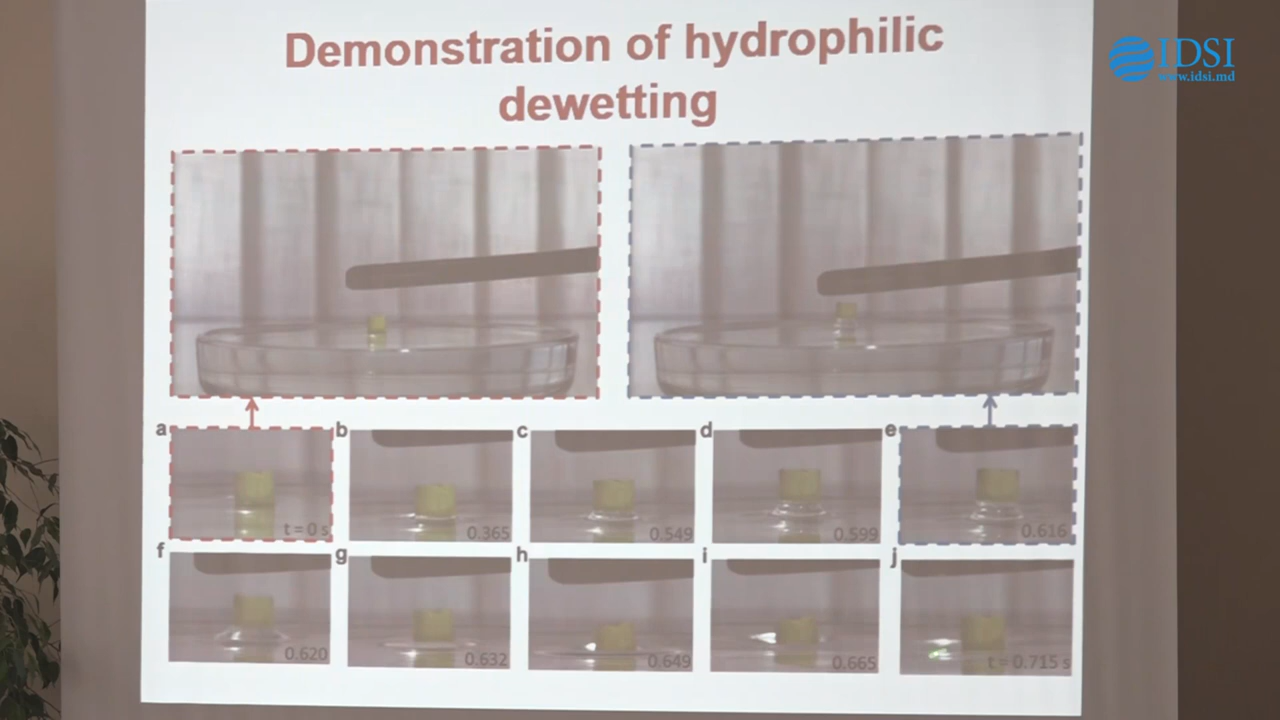 Demonstration of hydrophilic
dewetting
IDSI
www.idsi.md
a
t = 0 s
b
0.365
c
0.549
d
0.599
e
0.616
f
0.620
g
0.632
h
0.649
i
0.665
j
t = 0.715 s